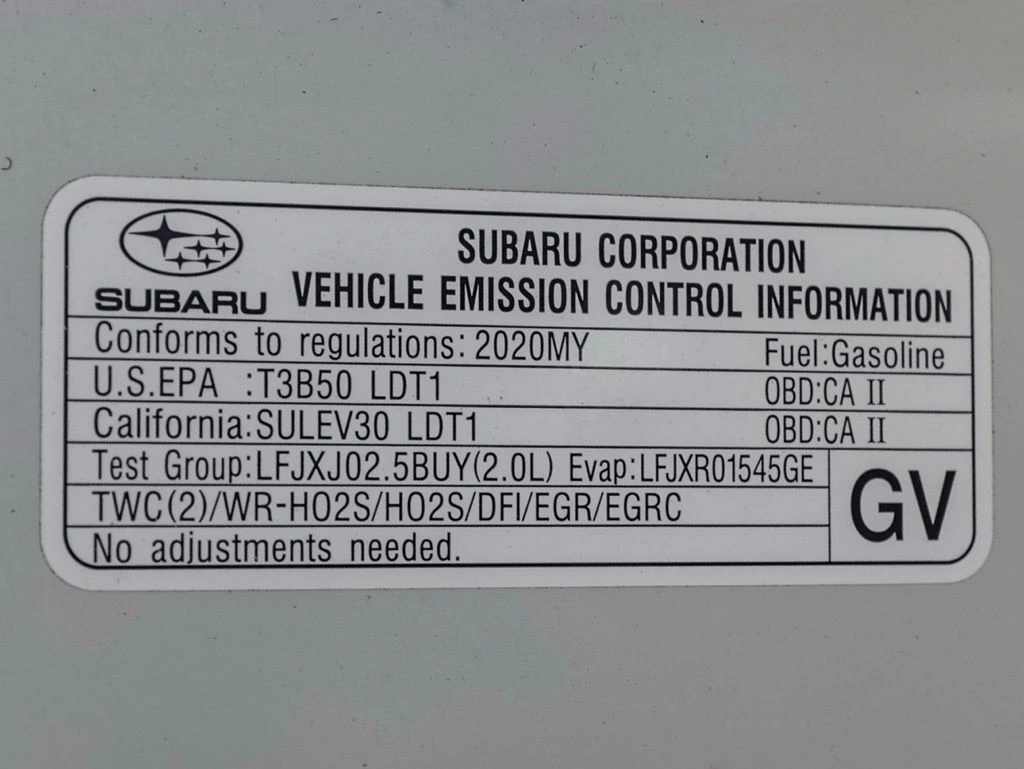 SUBARU CORPORATION
SUBARU VEHICLE EMISSION CONTROL INFORMATION
Conforms to regulations: 2020MY Fuel:Gasoline
U.S.EPA :T3B50 LDT1 OBD:CA II
California:SULEV30 LDT1 OBD:CA II
Test Group:LFJXJ02.5BUY(2.0L) Evap:LFJXR01545GE
TWC(2)/WR-HO2S/HO2S/DFI/EGR/EGRC
GV
No adjustments needed.